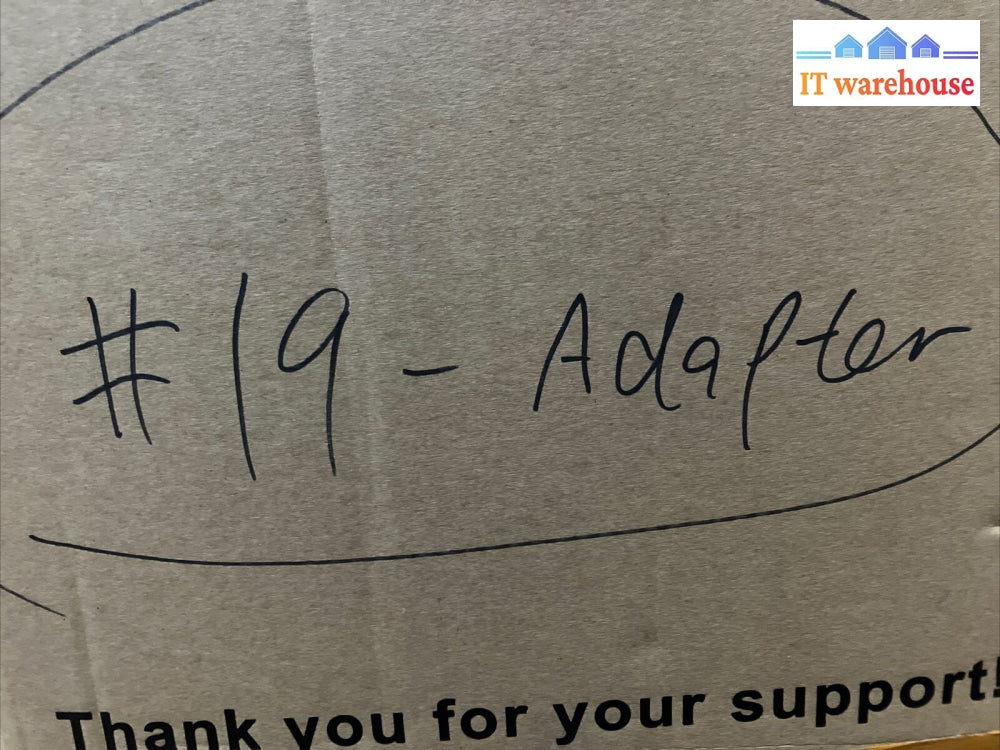 IT warehouse
#19 - Adapter
Thank you for your support!